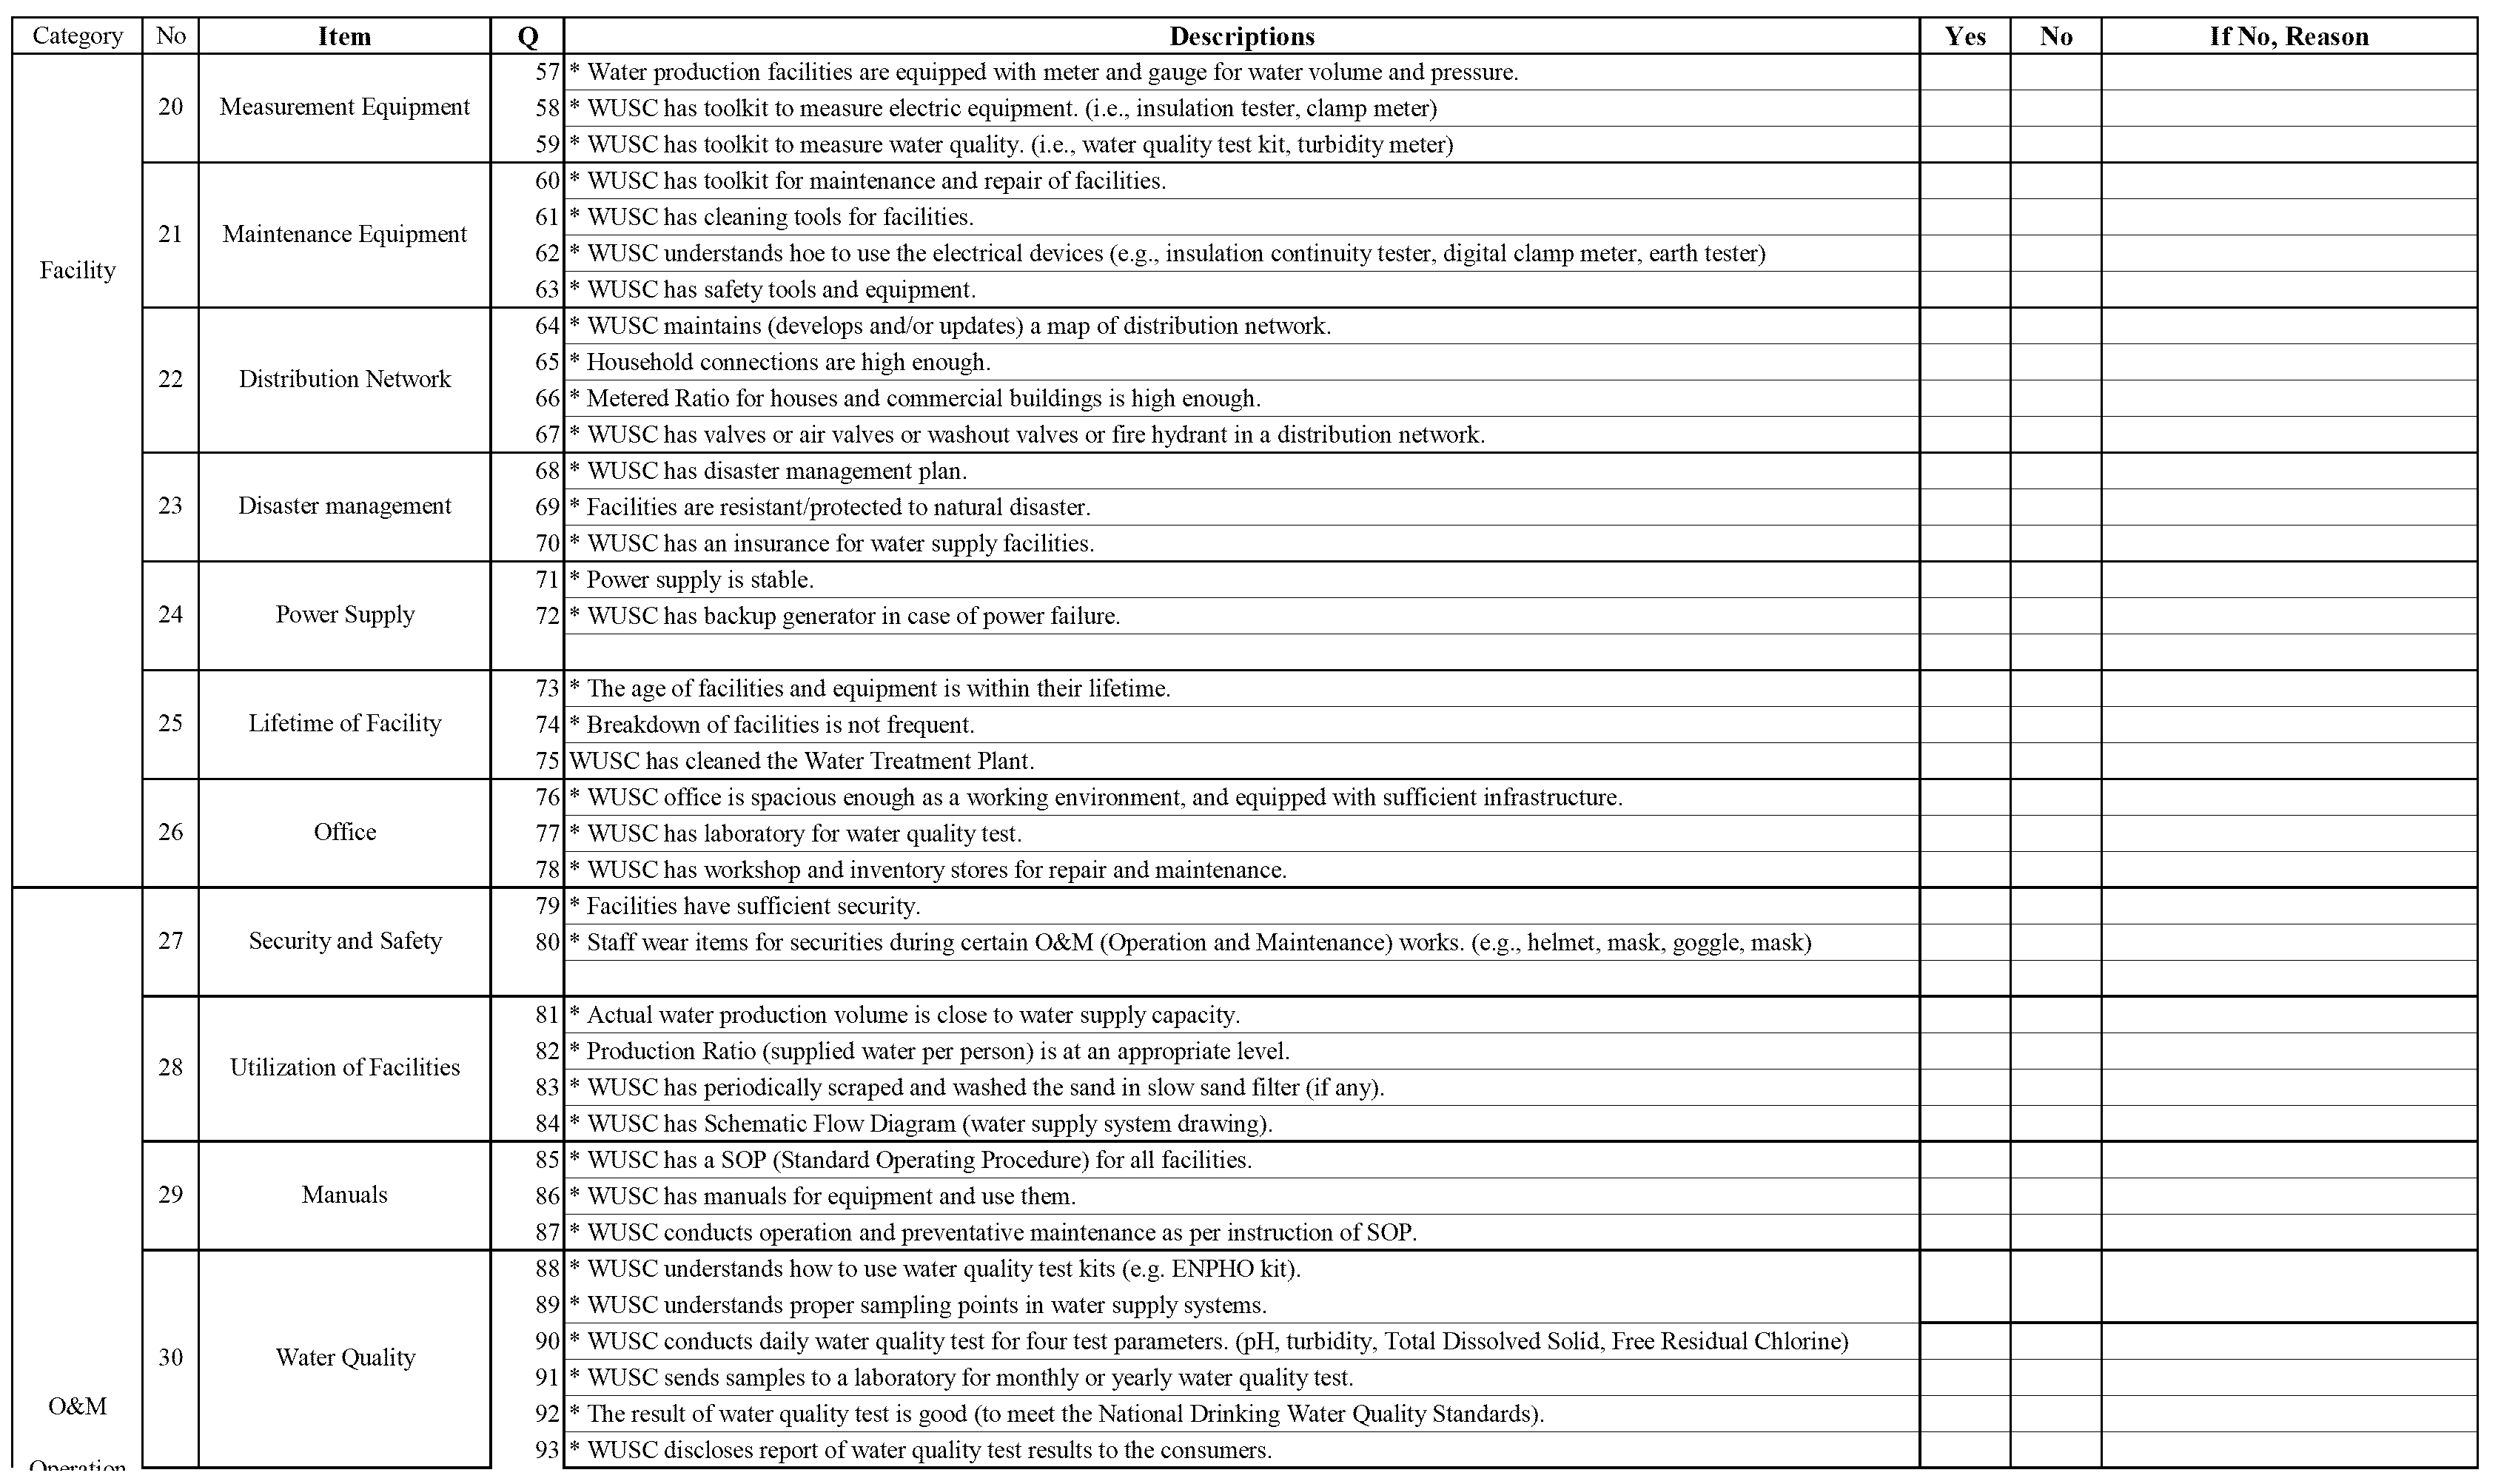 Category No Item Q Descriptions Yes No If No, Reason
Facility
20 Measurement Equipment
57 * Water production facilities are equipped with meter and gauge for water volume and pressure.
58 * WUSC has toolkit to measure electric equipment. (i.e., insulation tester, clamp meter)
59 * WUSC has toolkit to measure water quality. (i.e., water quality test kit, turbidity meter)
21 Maintenance Equipment
60 * WUSC has toolkit for maintenance and repair of facilities.
61 * WUSC has cleaning tools for facilities.
62 * WUSC understands hoe to use the electrical devices (e.g., insulation continuity tester, digital clamp meter, earth tester)
63 * WUSC has safety tools and equipment.
22 Distribution Network
64 * WUSC maintains (develops and/or updates) a map of distribution network.
65 * Household connections are high enough.
66 * Metered Ratio for houses and commercial buildings is high enough.
67 * WUSC has valves or air valves or washout valves or fire hydrant in a distribution network.
23 Disaster management
68 * WUSC has disaster management plan.
69 * Facilities are resistant/protected to natural disaster.
70 * WUSC has an insurance for water supply facilities.
24 Power Supply
71 * Power supply is stable.
72 * WUSC has backup generator in case of power failure.
25 Lifetime of Facility
73 * The age of facilities and equipment is within their lifetime.
74 * Breakdown of facilities is not frequent.
75 WUSC has cleaned the Water Treatment Plant.
26 Office
76 * WUSC office is spacious enough as a working environment, and equipped with sufficient infrastructure.
77 * WUSC has laboratory for water quality test.
78 * WUSC has workshop and inventory stores for repair and maintenance.
O&M
Operation
27 Security and Safety
79 * Facilities have sufficient security.
80 * Staff wear items for securities during certain O&M (Operation and Maintenance) works. (e.g., helmet, mask, goggle, mask)
28 Utilization of Facilities
81 * Actual water production volume is close to water supply capacity.
82 * Production Ratio (supplied water per person) is at an appropriate level.
83 * WUSC has periodically scraped and washed the sand in slow sand filter (if any).
84 * WUSC has Schematic Flow Diagram (water supply system drawing).
29 Manuals
85 * WUSC has a SOP (Standard Operating Procedure) for all facilities.
86 * WUSC has manuals for equipment and use them.
87 * WUSC conducts operation and preventative maintenance as per instruction of SOP.
30 Water Quality
88 * WUSC understands how to use water quality test kits (e.g. ENPHO kit).
89 * WUSC understands proper sampling points in water supply systems.
90 * WUSC conducts daily water quality test for four test parameters. (pH, turbidity, Total Dissolved Solid, Free Residual Chlorine)
91 * WUSC sends samples to a laboratory for monthly or yearly water quality test.
92 * The result of water quality test is good (to meet the National Drinking Water Quality Standards).
93 * WUSC discloses report of water quality test results to the consumers.